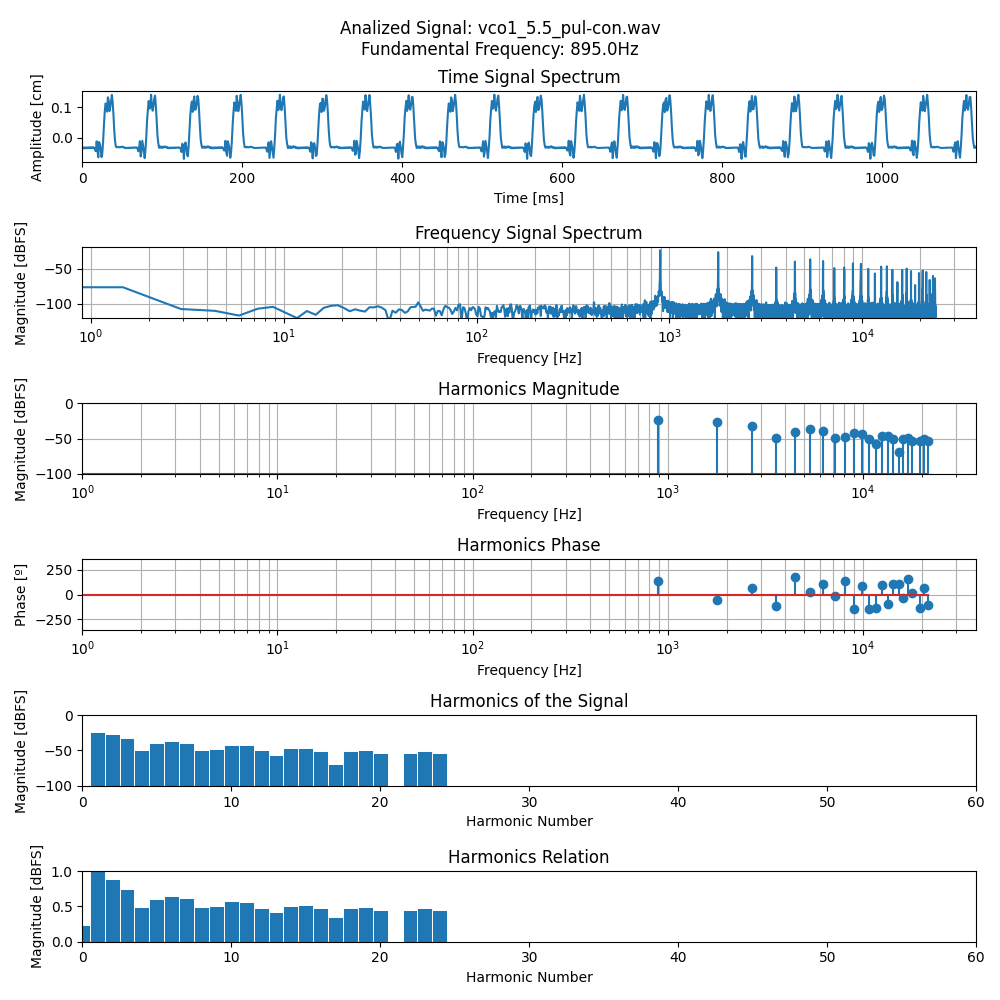 Analized Signal: vco1_5.5_pul-con.wav
Fundamental Frequency: 895.0Hz
Time Signal Spectrum
Amplitude [cm]
0.1
0.0
0 200 400 600 800 1000
Time [ms]
Frequency Signal Spectrum
Magnitude [dBFS]
−50
−100
10⁰ 10¹ 10² 10³ 10⁴
Frequency [Hz]
Harmonics Magnitude
Magnitude [dBFS]
0
−50
−100
10⁰ 10¹ 10² 10³ 10⁴
Frequency [Hz]
Harmonics Phase
Phase [º]
250
0
−250
10⁰ 10¹ 10² 10³ 10⁴
Frequency [Hz]
Harmonics of the Signal
Magnitude [dBFS]
0
−50
−100
0 10 20 30 40 50 60
Harmonic Number
Harmonics Relation
Magnitude [dBFS]
1.0
0.5
0.0
0 10 20 30 40 50 60
Harmonic Number